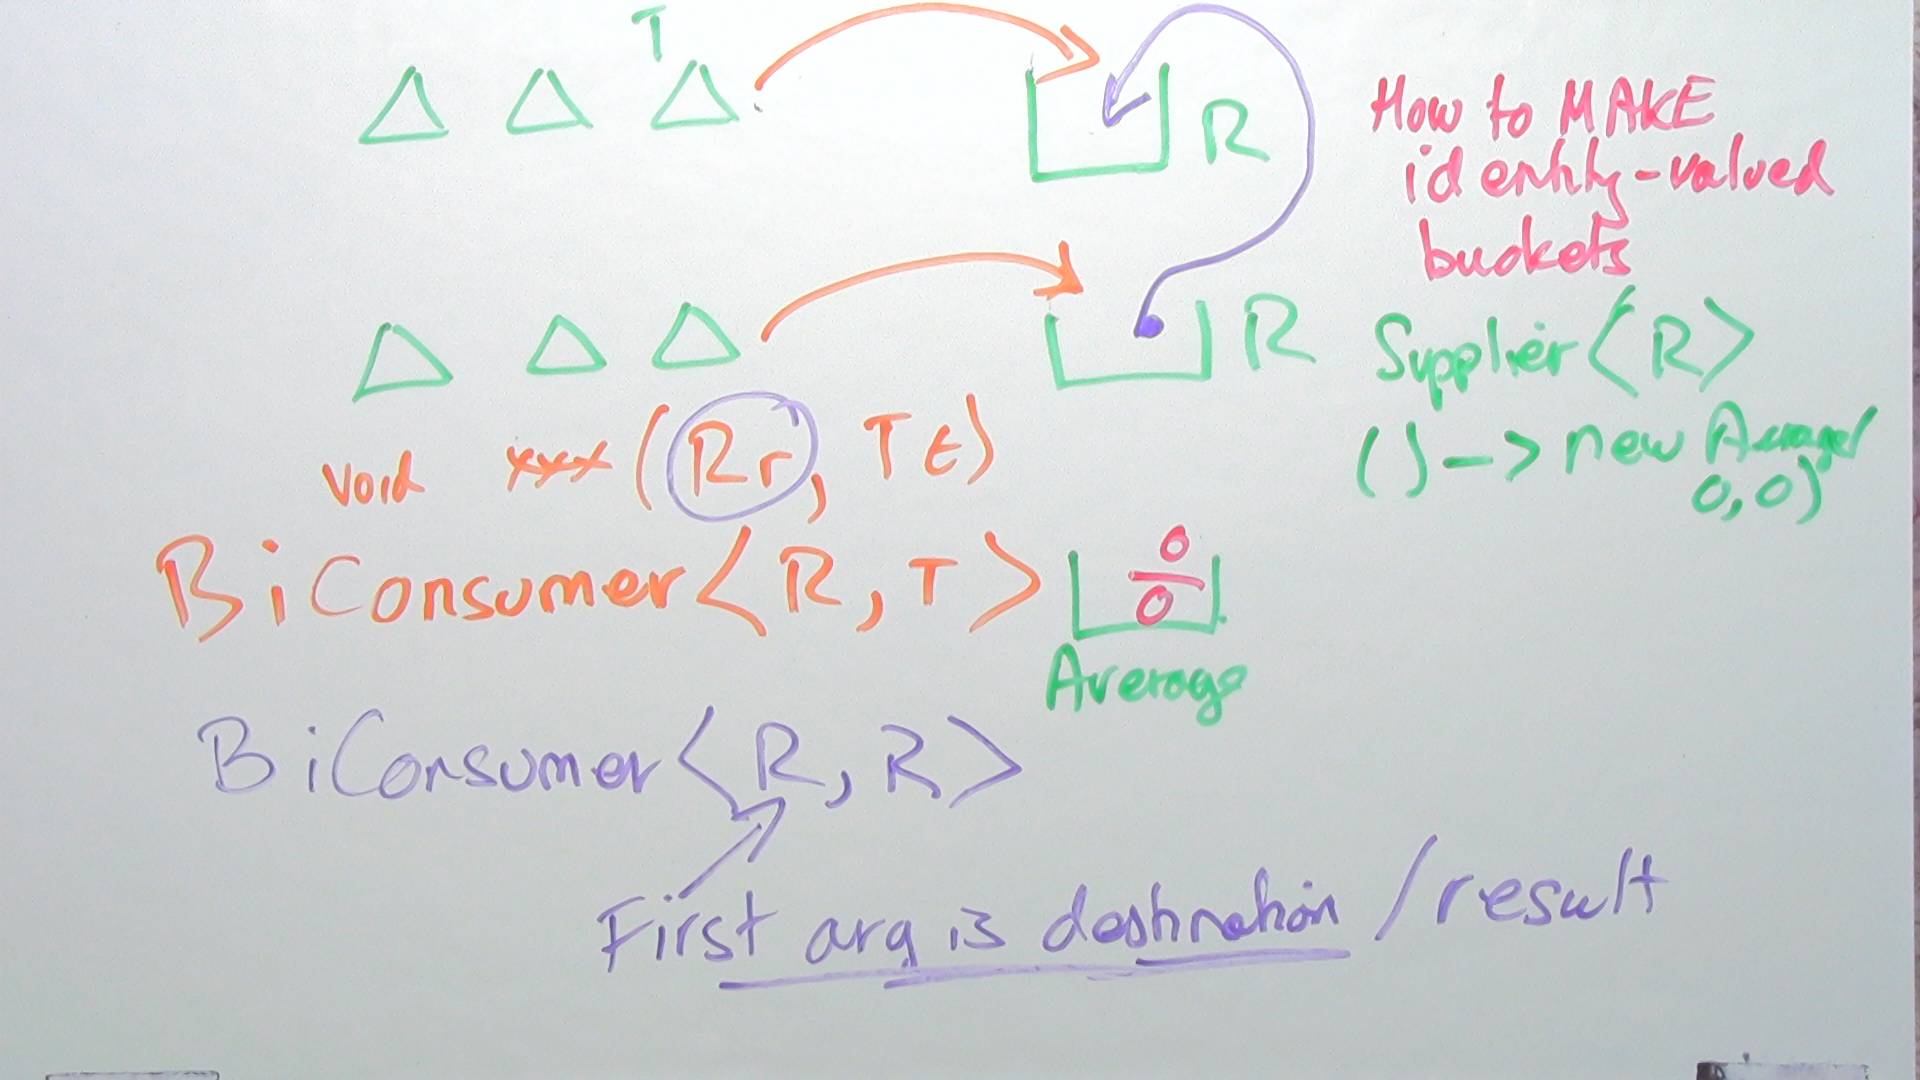 T
R
How to MAKE
identity-valued
buckets
R
Supplier<R>
() -> new Average(
0,0)
void xxx (R r, T t)
BiConsumer<R, T>
0
0
Average
BiConsumer<R, R>
First arg is destination / result